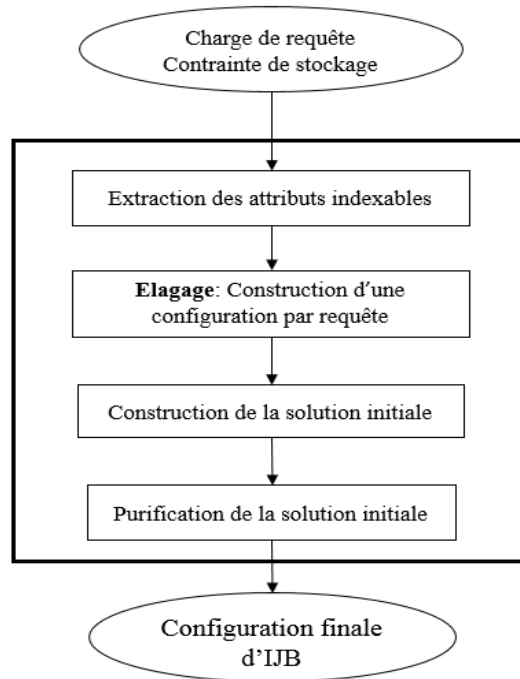 Charge de requête
Contrainte de stockage
Extraction des attributs indexables
Elagage: Construction d’une
configuration par requête
Construction de la solution initiale
Purification de la solution initiale
Configuration finale
d’IJB